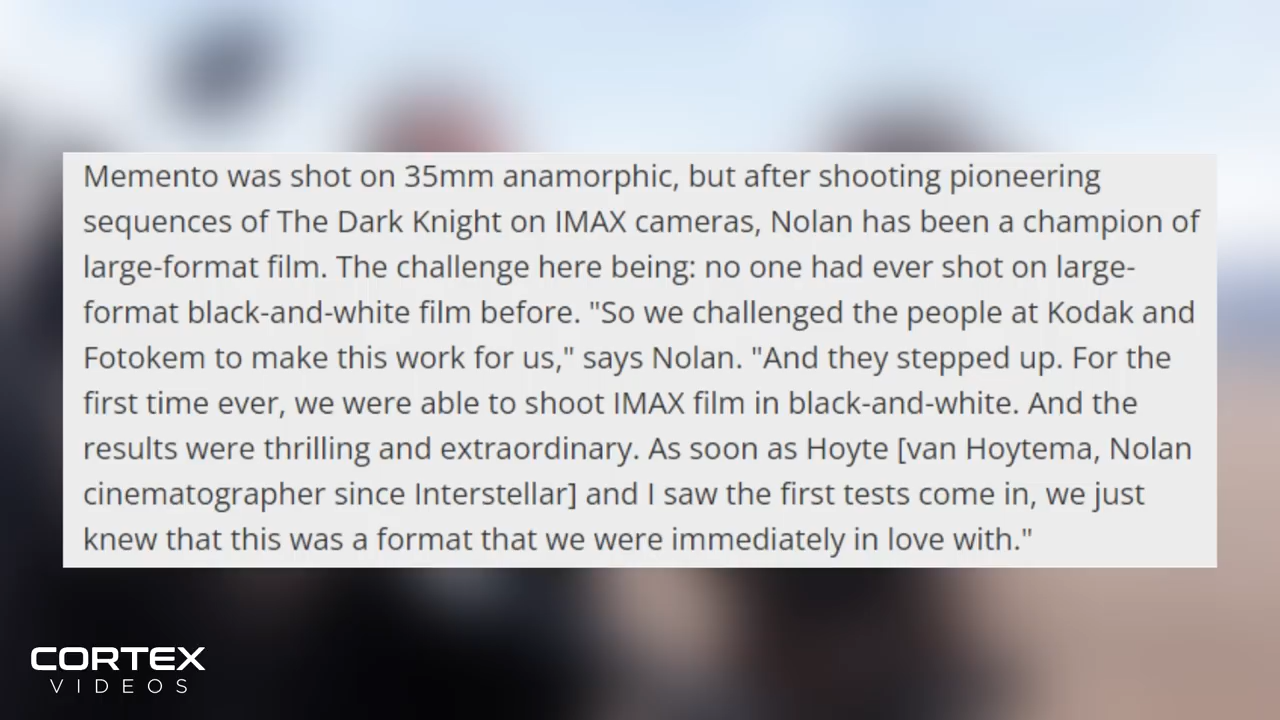 Memento was shot on 35mm anamorphic, but after shooting pioneering
sequences of The Dark Knight on IMAX cameras, Nolan has been a champion of
large-format film. The challenge here being: no one had ever shot on large-
format black-and-white film before. "So we challenged the people at Kodak and
Fotokem to make this work for us," says Nolan. "And they stepped up. For the
first time ever, we were able to shoot IMAX film in black-and-white. And the
results were thrilling and extraordinary. As soon as Hoyte [van Hoytema, Nolan
cinematographer since Interstellar] and I saw the first tests come in, we just
knew that this was a format that we were immediately in love with."
CORTEX
VIDEOS